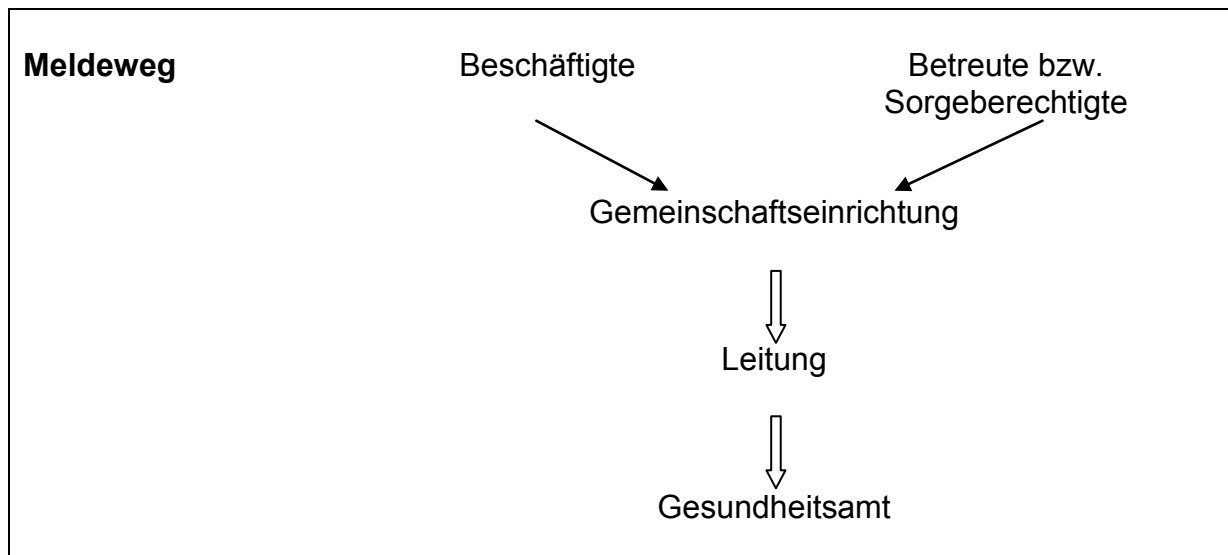 Meldeweg
Beschäftigte
Betreute bzw.
Sorgeberechtigte
Gemeinschaftseinrichtung
Leitung
Gesundheitsamt